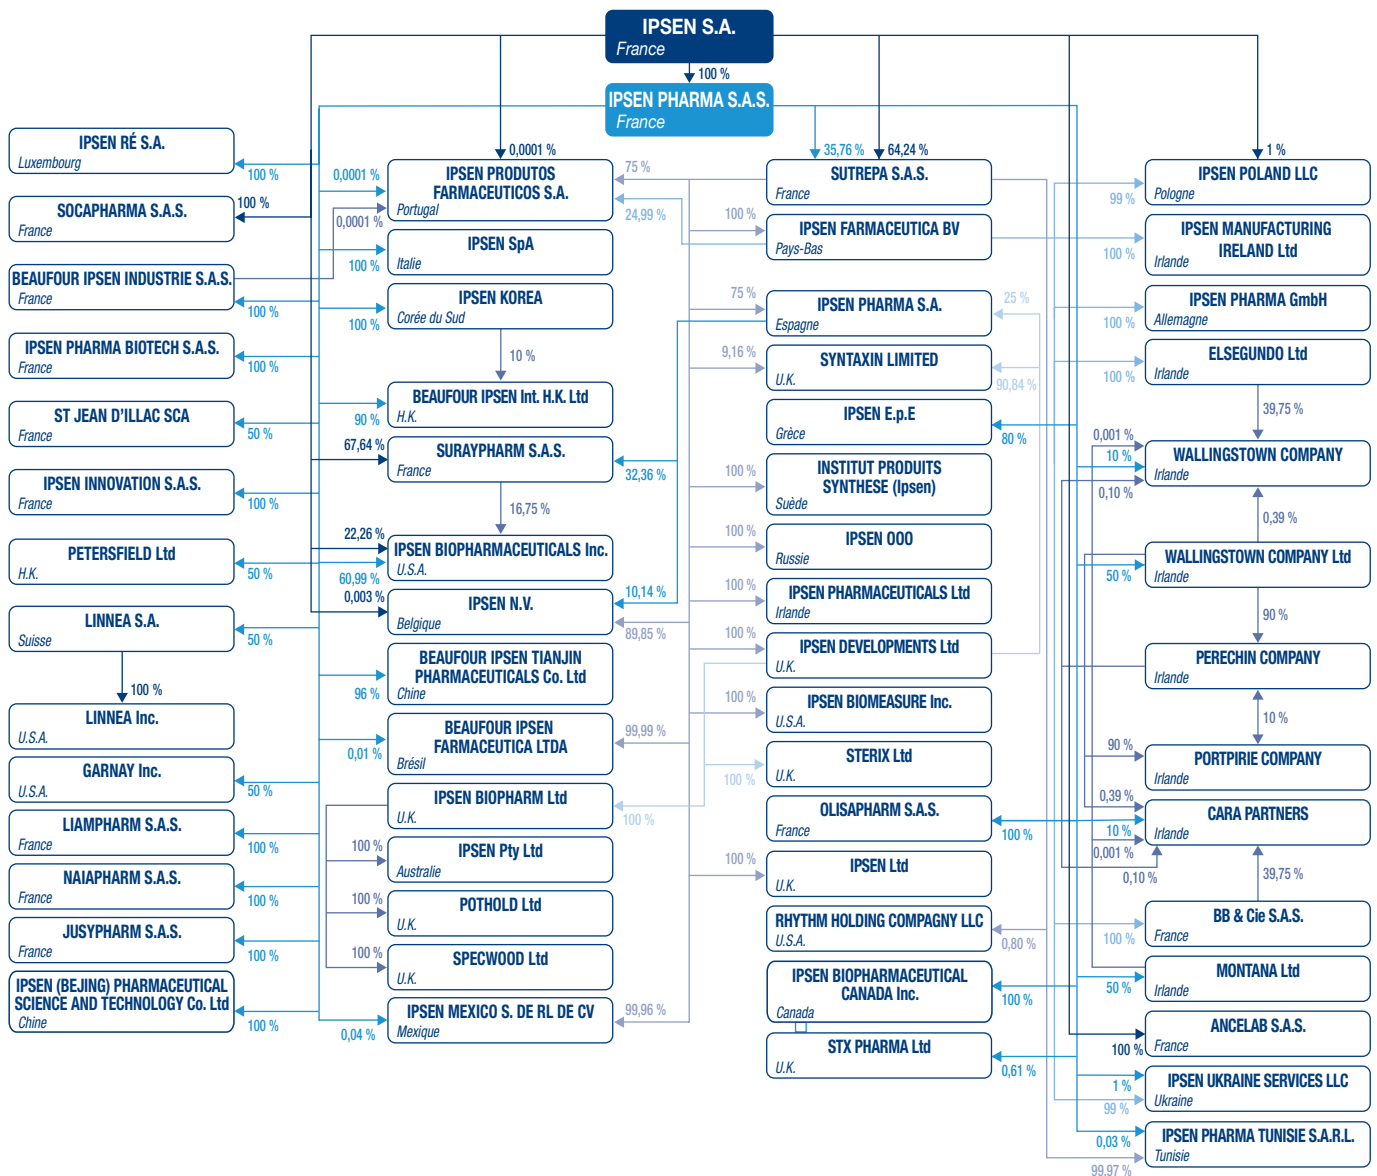 IPSEN S.A.
France
100 %
IPSEN PHARMA S.A.S.
France
IPSEN RÉ S.A.
Luxembourg
100 %
SOCAPHARMA S.A.S.
France
100 %
BEAUFOUR IPSEN INDUSTRIE S.A.S.
France
100 %
IPSEN PHARMA BIOTECH S.A.S.
France
100 %
ST JEAN D'ILLAC SCA
France
50 %
IPSEN INNOVATION S.A.S.
France
100 %
PETERSFIELD Ltd
H.K.
50 %
LINNEA S.A.
Suisse
50 %
100 %
LINNEA Inc.
U.S.A.
GARNAY Inc.
U.S.A.
50 %
LIAMPHARM S.A.S.
France
100 %
NAIAPHARM S.A.S.
France
100 %
JUSYPHARM S.A.S.
France
100 %
IPSEN (BEJING) PHARMACEUTICAL
SCIENCE AND TECHNOLOGY Co. Ltd
Chine
100 %
0,0001 %
0,0001 %
IPSEN PRODUTOS
FARMACEUTICOS S.A.
Portugal
0,0001 %
75 %
24,99 %
IPSEN SpA
Italie
100 %
IPSEN KOREA
Corée du Sud
100 %
10 %
BEAUFOUR IPSEN Int. H.K. Ltd
H.K.
90 %
67,64 %
SURAYPHARM S.A.S.
France
32,36 %
16,75 %
22,26 %
IPSEN BIOPHARMACEUTICALS Inc.
U.S.A.
60,99 %
0,003 %
IPSEN N.V.
Belgique
10,14 %
89,85 %
BEAUFOUR IPSEN TIANJIN
PHARMACEUTICALS Co. Ltd
Chine
96 %
BEAUFOUR IPSEN
FARMACEUTICA LTDA
Brésil
0,01 %
99,99 %
IPSEN BIOPHARM Ltd
U.K.
100 %
IPSEN Pty Ltd
Australie
100 %
POTHOLD Ltd
U.K.
100 %
SPECWOOD Ltd
U.K.
100 %
IPSEN MEXICO S. DE RL DE CV
Mexique
0,04 %
99,96 %
35,76 %
64,24 %
SUTREPA S.A.S.
France
100 %
IPSEN FARMACEUTICA BV
Pays-Bas
75 %
IPSEN PHARMA S.A.
Espagne
25 %
9,16 %
SYNTAXIN LIMITED
U.K.
90,84 %
IPSEN E.p.E
Grèce
80 %
100 %
INSTITUT PRODUITS
SYNTHESE (Ipsen)
Suède
100 %
IPSEN OOO
Russie
100 %
IPSEN PHARMACEUTICALS Ltd
Irlande
100 %
IPSEN DEVELOPMENTS Ltd
U.K.
100 %
IPSEN BIOMEASURE Inc.
U.S.A.
STERIX Ltd
U.K.
100 %
OLISAPHARM S.A.S.
France
100 %
100 %
IPSEN Ltd
U.K.
RHYTHM HOLDING COMPAGNY LLC
U.S.A.
0,80 %
IPSEN BIOPHARMACEUTICAL
CANADA Inc.
Canada
100 %
STX PHARMA Ltd
U.K.
0,61 %
1 %
IPSEN POLAND LLC
Pologne
99 %
IPSEN MANUFACTURING
IRELAND Ltd
Irlande
100 %
IPSEN PHARMA GmbH
Allemagne
100 %
ELSEGUNDO Ltd
Irlande
100 %
39,75 %
0,001 %
10 %
0,10 %
WALLINGSTOWN COMPANY
Irlande
0,39 %
WALLINGSTOWN COMPANY Ltd
Irlande
50 %
90 %
PERECHIN COMPANY
Irlande
10 %
90 %
PORTPIRIE COMPANY
Irlande
0,39 %
CARA PARTNERS
Irlande
10 %
0,001 %
0,10 %
39,75 %
BB & Cie S.A.S.
France
100 %
MONTANA Ltd
Irlande
50 %
ANCELAB S.A.S.
France
100 %
IPSEN UKRAINE SERVICES LLC
Ukraine
1 %
99 %
IPSEN PHARMA TUNISIE S.A.R.L.
Tunisie
0,03 %
99,97 %